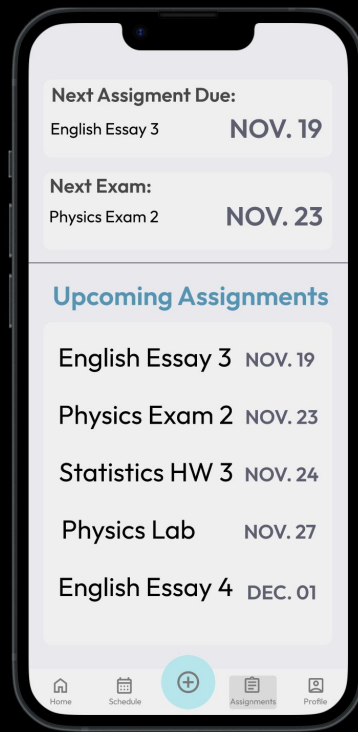 Next Assigment Due:
English Essay 3 NOV. 19
Next Exam:
Physics Exam 2 NOV. 23
Upcoming Assignments
English Essay 3 NOV. 19
Physics Exam 2 NOV. 23
Statistics HW 3 NOV. 24
Physics Lab NOV. 27
English Essay 4 DEC. 01
Home Schedule Assignments Profile